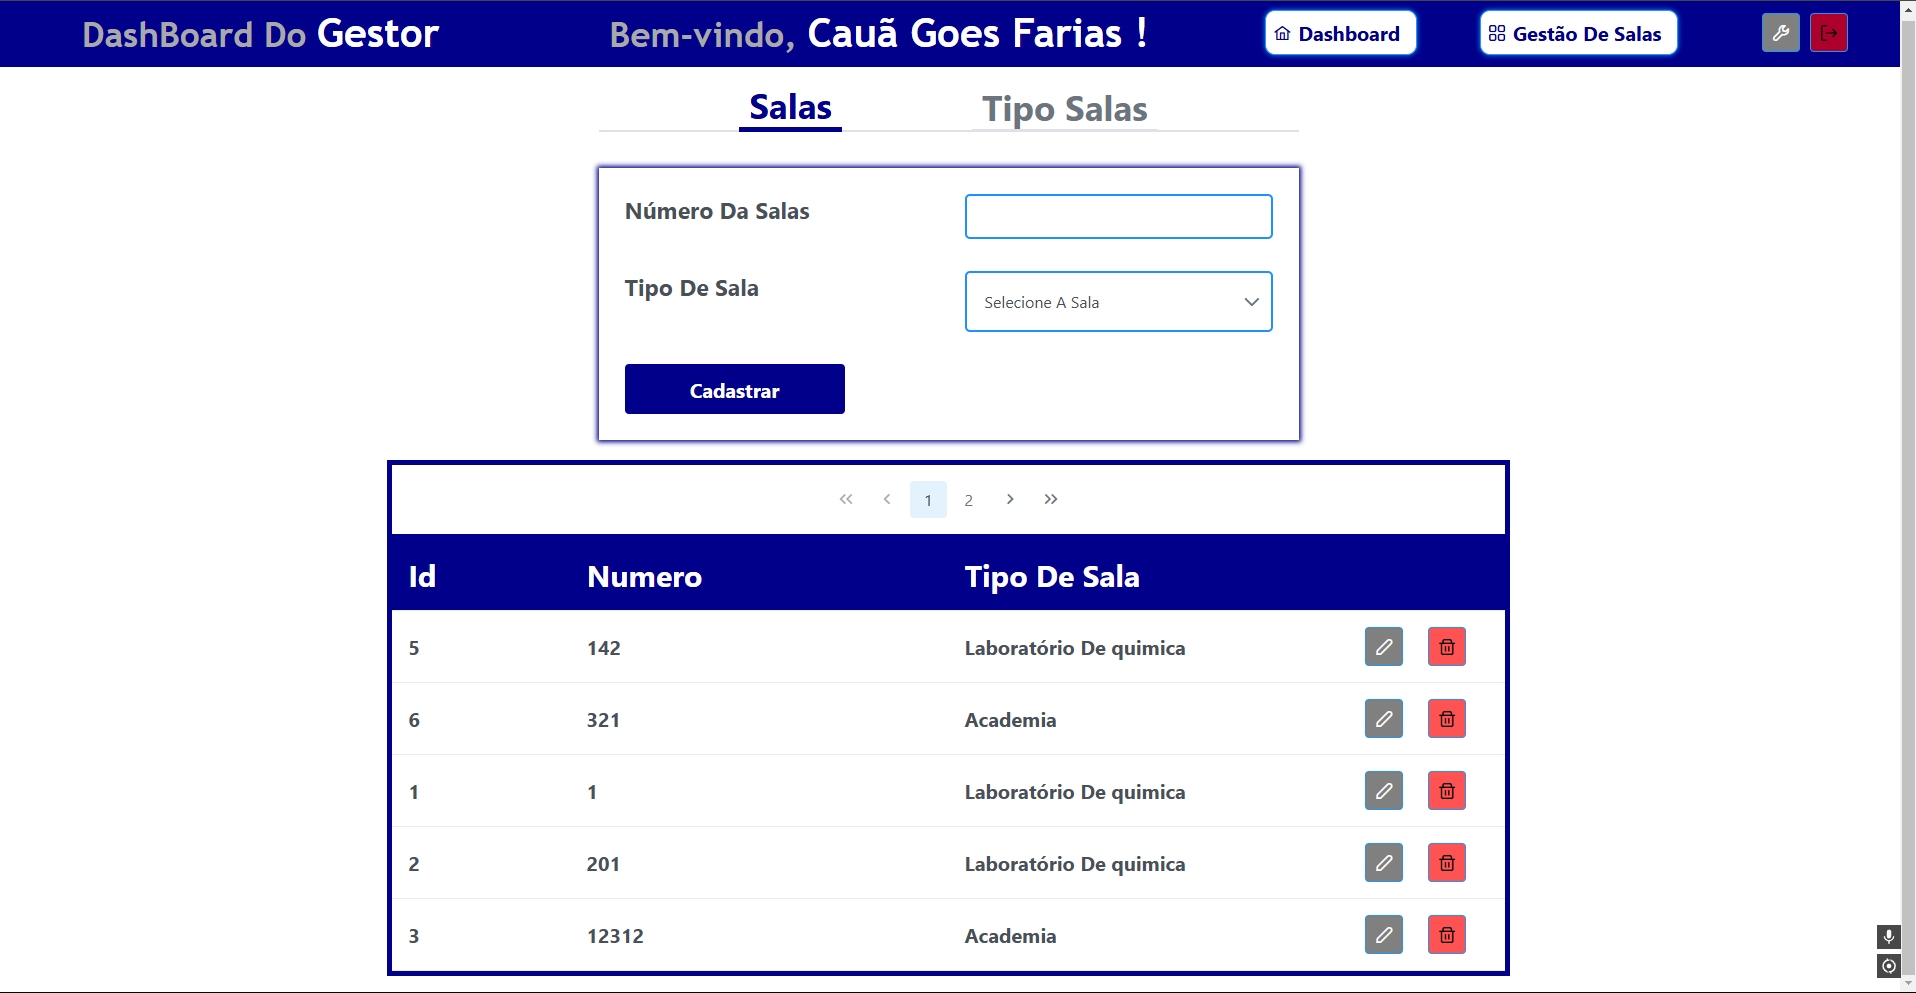 DashBoard Do Gestor Bem-vindo, Cauã Goes Farias ! Dashboard Gestão De Salas
Salas Tipo Salas
Número Da Salas
Tipo De Sala Selecione A Sala
Cadastrar
1 2
Id Numero Tipo De Sala
5 142 Laboratório De quimica
6 321 Academia
1 1 Laboratório De quimica
2 201 Laboratório De quimica
3 12312 Academia